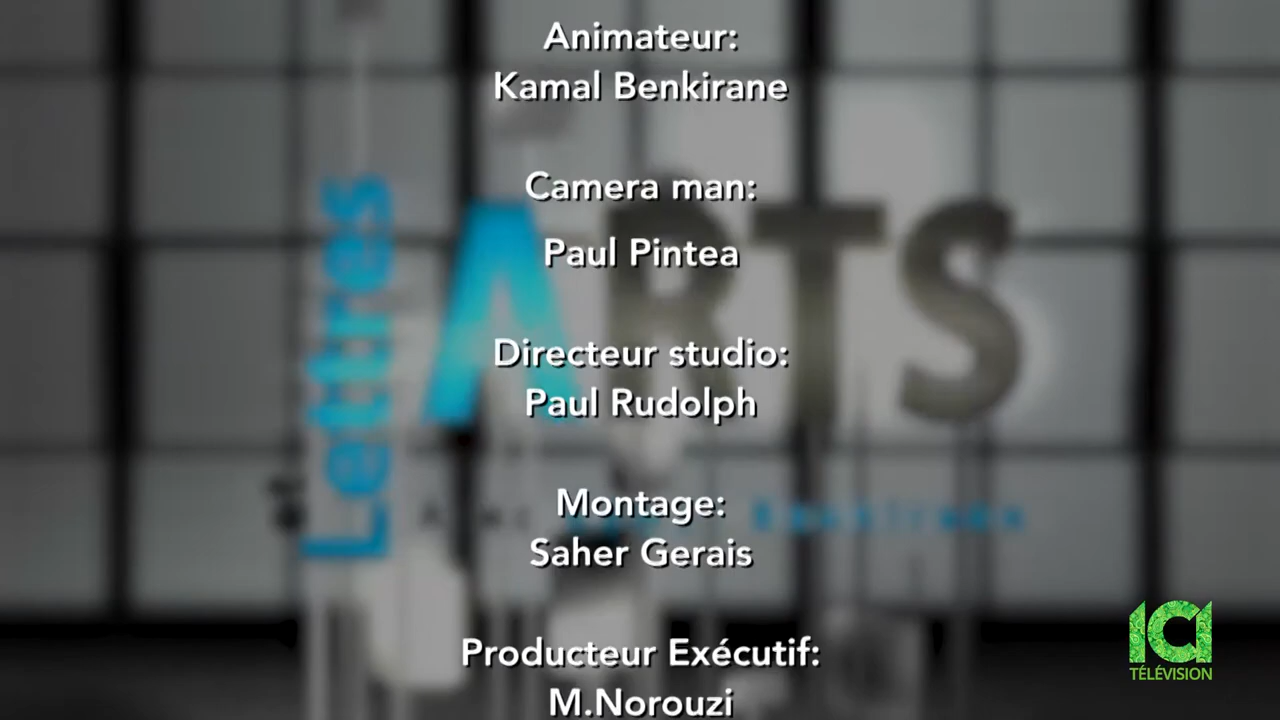 Animateur:
Kamal Benkirane
Camera man:
Paul Pintea
Directeur studio:
Paul Rudolph
Montage:
Saher Gerais
Producteur Exécutif:
M.Norouzi
Lettres
ARTS
ICI
TÉLÉVISION